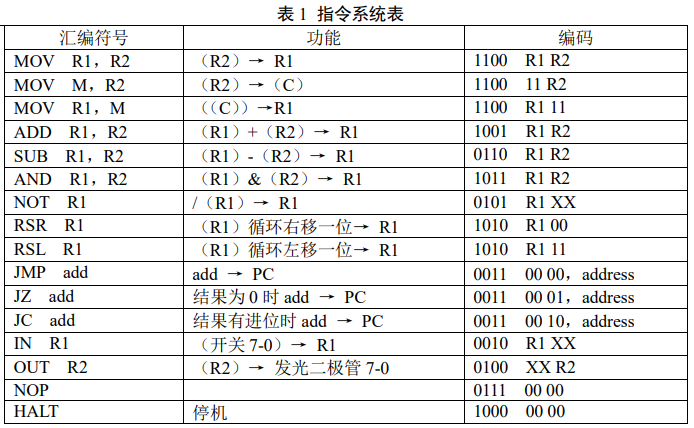 表 1 指令系统表
汇编符号 功能 编码
MOV R1，R2 （R2）→ R1 1100 R1 R2
MOV M，R2 （R2）→（C） 1100 11 R2
MOV R1，M （（C））→R1 1100 R1 11
ADD R1，R2 （R1）+（R2）→ R1 1001 R1 R2
SUB R1，R2 （R1）-（R2）→ R1 0110 R1 R2
AND R1，R2 （R1）&（R2）→ R1 1011 R1 R2
NOT R1 /（R1）→ R1 0101 R1 XX
RSR R1 （R1）循环右移一位→ R1 1010 R1 00
RSL R1 （R1）循环左移一位→ R1 1010 R1 11
JMP add add → PC 0011 00 00，address
JZ add 结果为 0 时 add → PC 0011 00 01，address
JC add 结果有进位时 add → PC 0011 00 10，address
IN R1 （开关 7-0）→ R1 0010 R1 XX
OUT R2 （R2）→ 发光二极管 7-0 0100 XX R2
NOP 0111 00 00
HALT 停机 1000 00 00